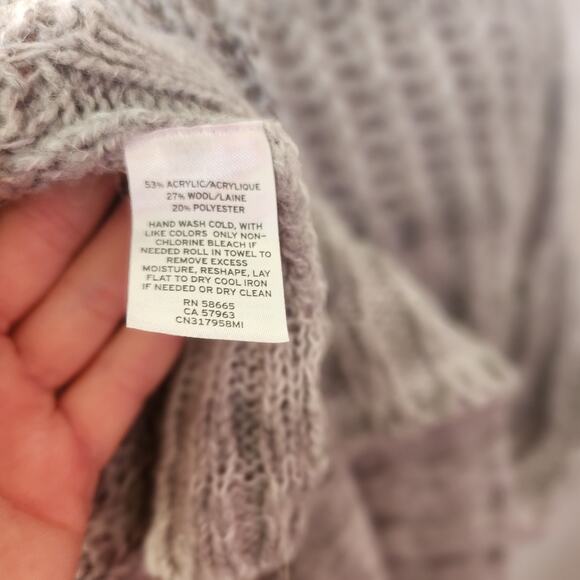 53% ACRYLIC/ACRYLIQUE
27% WOOL/LAINE
20% POLYESTER
HAND WASH COLD, WITH
LIKE COLORS ONLY NON-
CHLORINE BLEACH IF
NEEDED ROLL IN TOWEL TO
REMOVE EXCESS
MOISTURE, RESHAPE, LAY
FLAT TO DRY COOL IRON
IF NEEDED OR DRY CLEAN
RN 58665
CA 57963
CN317958MI